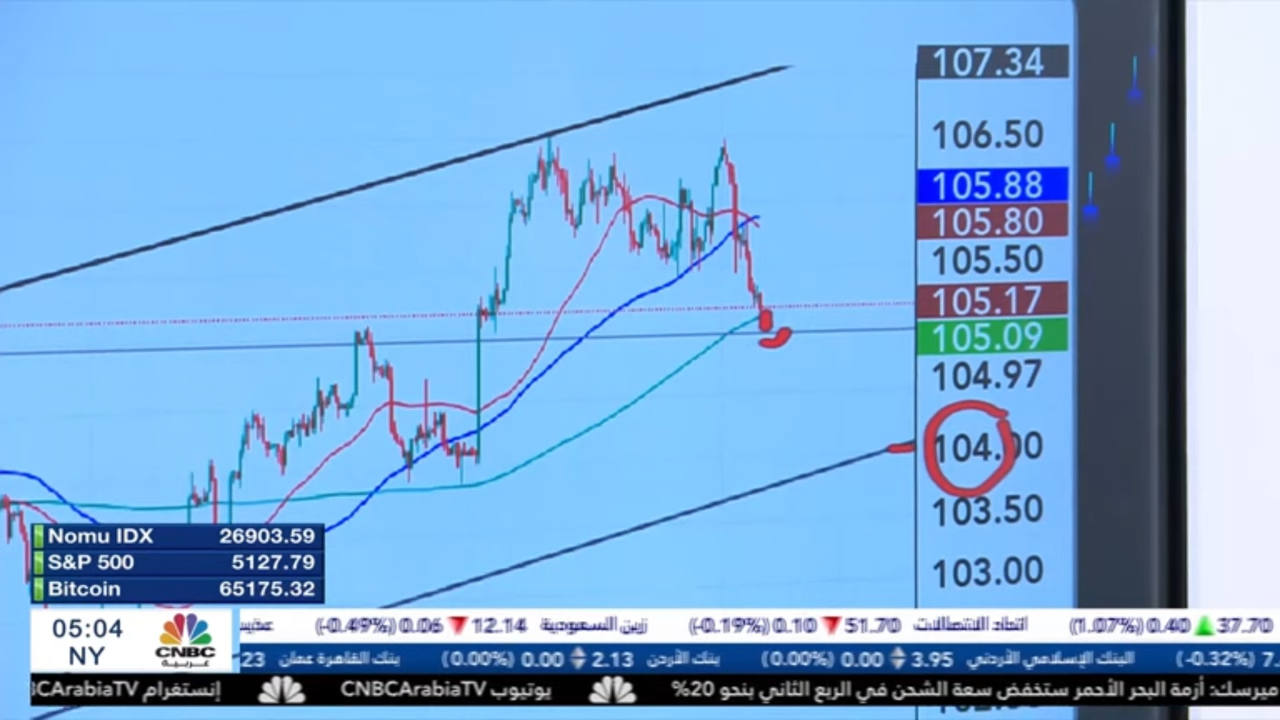 107.34
106.50
105.88
105.80
105.50
105.17
105.09
104.97
104.00
103.50
103.00
Nomu IDX 26903.59
S&P 500 5127.79
Bitcoin 65175.32
05:04
NY
CNBC
عربية
37.70 0.40 (1.07%) اتحاد الاتصالات 51.70 0.10 (-0.19%) زين السعودية 12.14 0.06 (-0.49%)
(-0.32%) البنك الإسلامي الأردني 3.95 0.00 (0.00%) بنك الأردن 2.13 0.00 (0.00%) بنك القاهرة عمان
ميرسك: أزمة البحر الأحمر ستخفض سعة الشحن في الربع الثاني بنحو 20% يوتيوب CNBCArabiaTV إنستغرام CArabiaTV